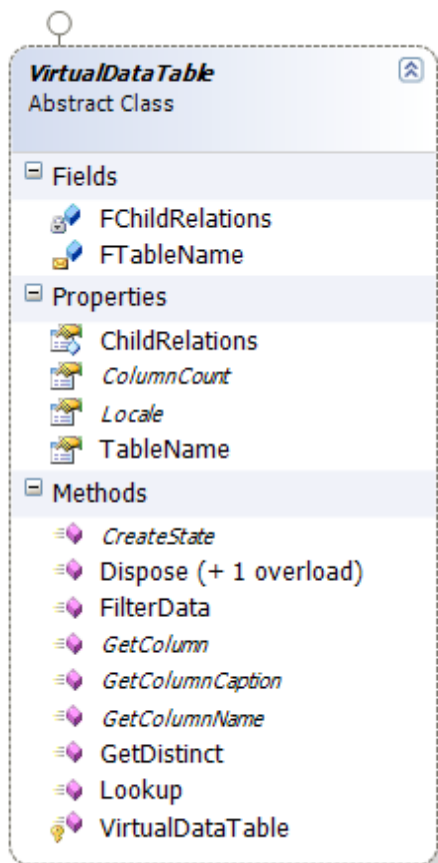 VirtualDataTable
Abstract Class
Fields
FChildRelations
FTableName
Properties
ChildRelations
ColumnCount
Locale
TableName
Methods
CreateState
Dispose (+ 1 overload)
FilterData
GetColumn
GetColumnCaption
GetColumnName
GetDistinct
Lookup
VirtualDataTable